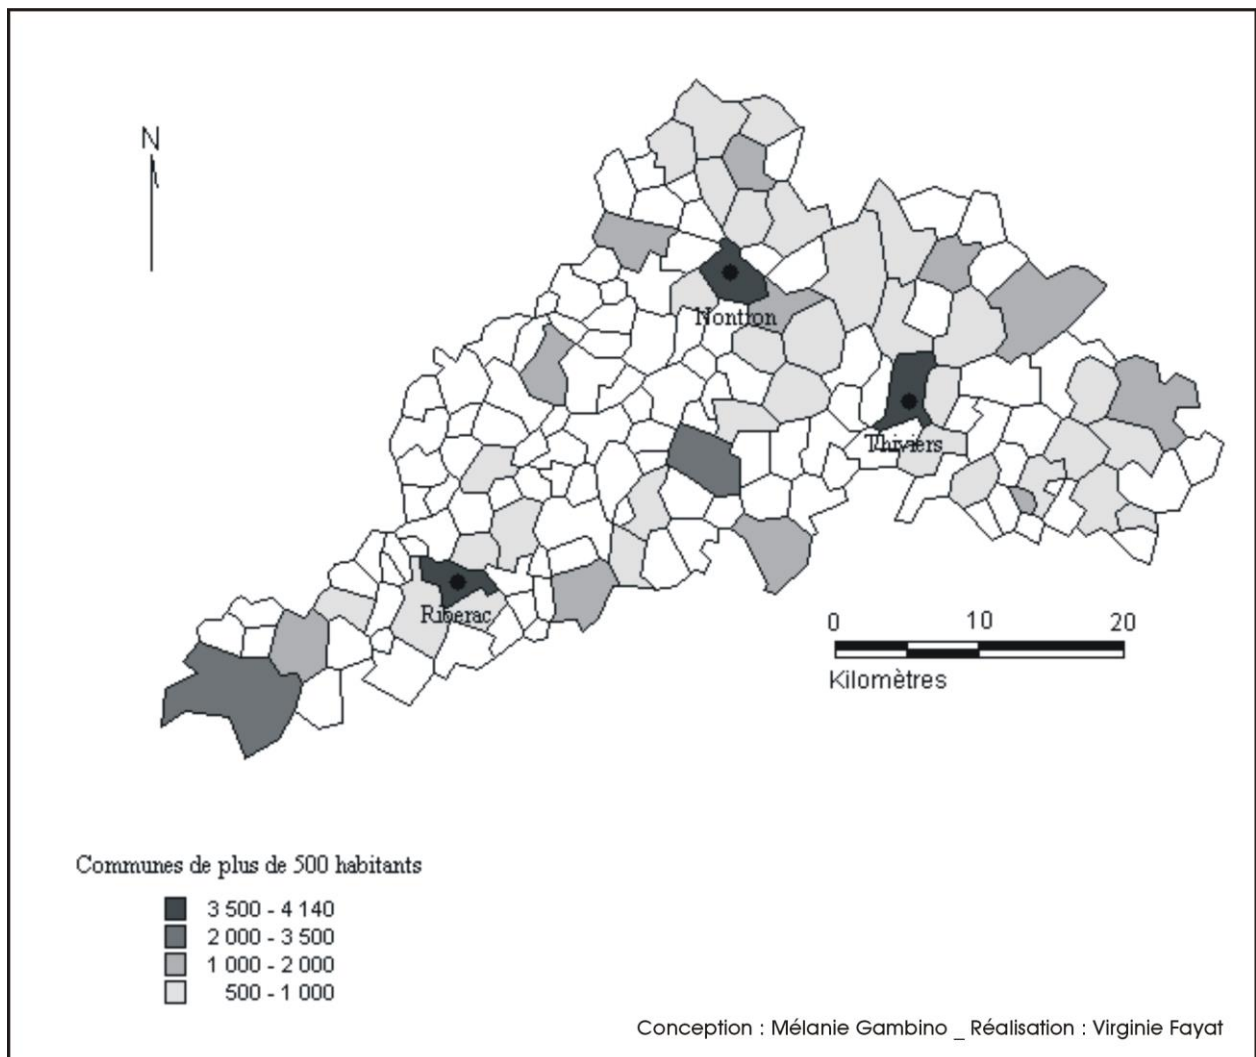 N
Nontron
Thiviers
Riberac
0 10 20
Kilomètres
Communes de plus de 500 habitants
3 500 - 4 140
2 000 - 3 500
1 000 - 2 000
500 - 1 000
Conception : Mélanie Gambino _ Réalisation : Virginie Fayat